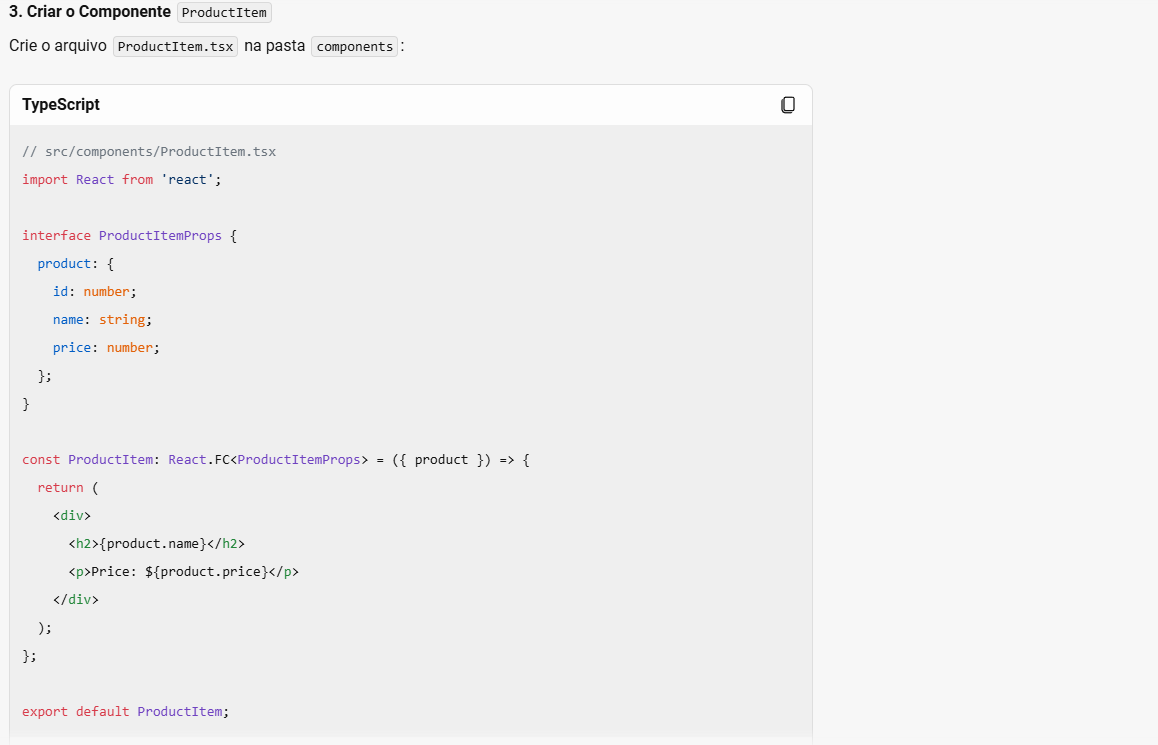 3. Criar o Componente ProductItem
Crie o arquivo ProductItem.tsx na pasta components:
TypeScript
// src/components/ProductItem.tsx
import React from 'react';
interface ProductItemProps {
  product: {
    id: number;
    name: string;
    price: number;
  };
}
const ProductItem: React.FC<ProductItemProps> = ({ product }) => {
  return (
    <div>
      <h2>{product.name}</h2>
      <p>Price: ${product.price}</p>
    </div>
  );
};
export default ProductItem;